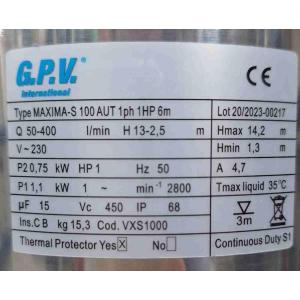 G.P.V.
International
CE
Type MAXIMA-S 100 AUT 1ph 1HP 6m
Lot 20/2023-00217
Q 50-400 l/min H 13-2,5 m
Hmax 14,2 m
V~230
Hmin 1,3 m
P2 0,75 kW HP 1 Hz 50
A 4,7
P1 1,1 kW 1 ~ min⁻¹ 2800
Tmax liquid 35°C
µF 15 Vc 450 IP 68
3m
Ins.C B kg 15,3 Cod. VXS1000
Thermal Protector Yes☒ No☐
Continuous Duty S1